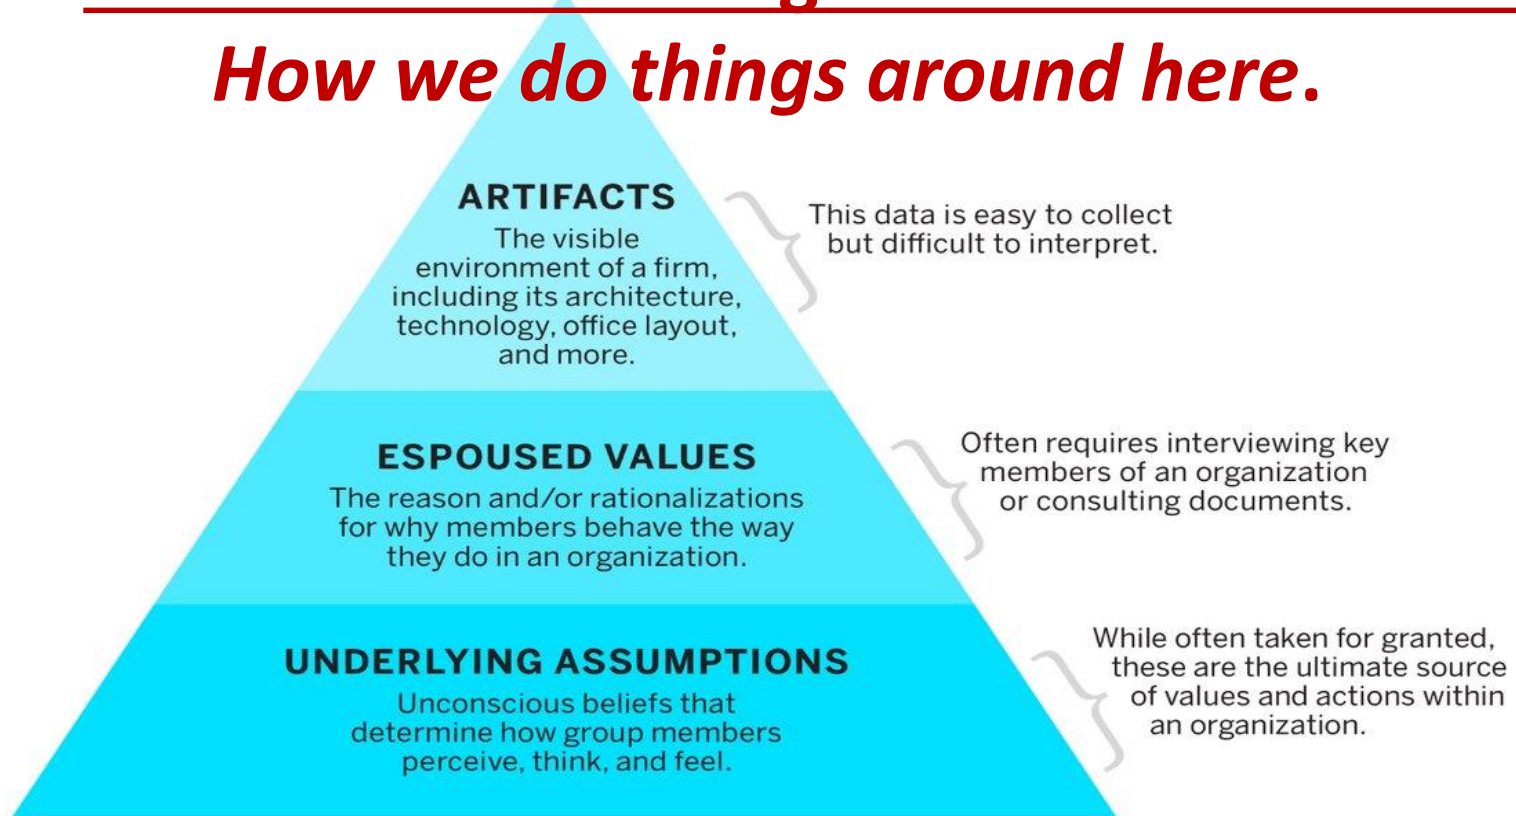 How we do things around here.
ARTIFACTS
The visible
environment of a firm,
including its architecture,
technology, office layout,
and more.
This data is easy to collect
but difficult to interpret.
ESPOUSED VALUES
The reason and/or rationalizations
for why members behave the way
they do in an organization.
Often requires interviewing key
members of an organization
or consulting documents.
UNDERLYING ASSUMPTIONS
Unconscious beliefs that
determine how group members
perceive, think, and feel.
While often taken for granted,
these are the ultimate source
of values and actions within
an organization.